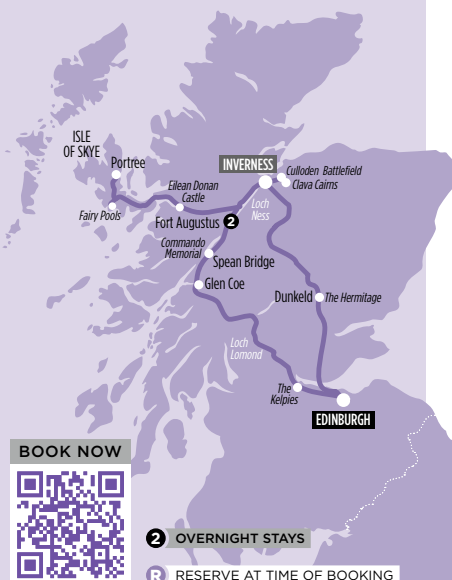 ISLE
OF SKYE
Portree
INVERNESS
Culloden Battlefield
Clava Cairns
Eilean Donan
Castle
Loch
Ness
Fairy Pools
Fort Augustus 2
Commando
Memorial
Spean Bridge
Glen Coe
Dunkeld The Hermitage
Loch
Lomond
The
Kelpies
EDINBURGH
BOOK NOW
2 OVERNIGHT STAYS
R RESERVE AT TIME OF BOOKING